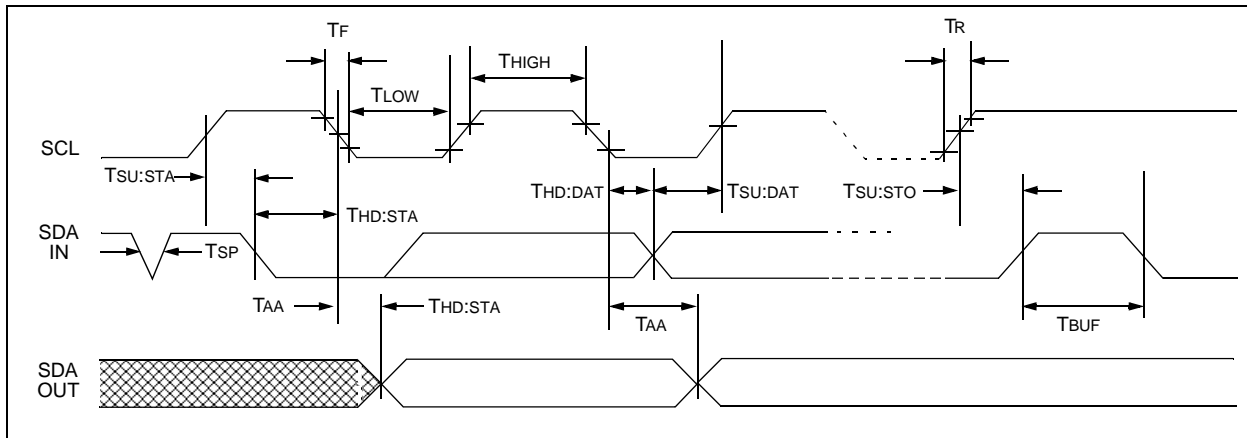 TF
TR
THIGH
TLOW
SCL
TSU:STA
THD:DAT
TSU:DAT
TSU:STO
THD:STA
SDA
IN
TSP
TAA
THD:STA
TAA
TBUF
SDA
OUT